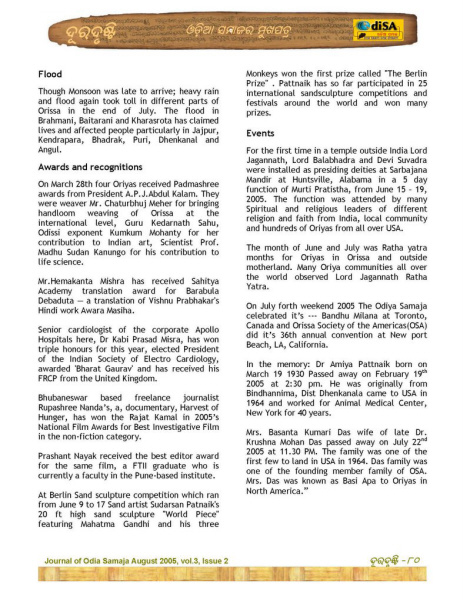 ଦୂରଦୃଷ୍ଟି
ଓଡ଼ିଆ ସମାଜର ମୁଖପତ୍ର
odiSA
Flood
Though Monsoon was late to arrive; heavy rain
and flood again took toll in different parts of
Orissa in the end of July. The flood in
Brahmani, Baitarani and Kharasrota has claimed
lives and affected people particularly in Jajpur,
Kendrapara, Bhadrak, Puri, Dhenkanal and
Angul.
Awards and recognitions
On March 28th four Oriyas received Padmashree
awards from President A.P.J.Abdul Kalam. They
were weaver Mr. Chaturbhuj Meher for bringing
handloom weaving of Orissa at the
international level, Guru Kedarnath Sahu,
Odissi exponent Kumkum Mohanty for her
contribution to Indian art, Scientist Prof.
Madhu Sudan Kanungo for his contribution to
life science.
Mr.Hemakanta Mishra has received Sahitya
Academy translation award for Barabula
Debaduta — a translation of Vishnu Prabhakar's
Hindi work Awara Masiha.
Senior cardiologist of the corporate Apollo
Hospitals here, Dr Kabi Prasad Misra, has won
triple honours for this year, elected President
of the Indian Society of Electro Cardiology,
awarded 'Bharat Gaurav' and has received his
FRCP from the United Kingdom.
Bhubaneswar based freelance journalist
Rupashree Nanda’s, a, documentary, Harvest of
Hunger, has won the Rajat Kamal in 2005’s
National Film Awards for Best Investigative Film
in the non-fiction category.
Prashant Nayak received the best editor award
for the same film, a FTII graduate who is
currently a faculty in the Pune-based institute.
At Berlin Sand sculpture competition which ran
from June 9 to 17 Sand artist Sudarsan Patnaik's
20 ft high sand sculpture "World Piece"
featuring Mahatma Gandhi and his three
Monkeys won the first prize called "The Berlin
Prize" . Pattnaik has so far participated in 25
international sandsculpture competitions and
festivals around the world and won many
prizes.
Events
For the first time in a temple outside India Lord
Jagannath, Lord Balabhadra and Devi Suvadra
were installed as presiding deities at Sarbajana
Mandir at Huntsville, Alabama in a 5 day
function of Murti Pratistha, from June 15 - 19,
2005. The function was attended by many
Spiritual and religious leaders of different
religion and faith from India, local community
and hundreds of Oriyas from all over USA.
The month of June and July was Ratha yatra
months for Oriyas in Orissa and outside
motherland. Many Oriya communities all over
the world observed Lord Jagannath Ratha
Yatra.
On July forth weekend 2005 The Odiya Samaja
celebrated it’s --- Bandhu Milana at Toronto,
Canada and Orissa Society of the Americas(OSA)
did it’s 36th annual convention at New port
Beach, LA, California.
In the memory: Dr Amiya Pattnaik born on
March 19 1930 Passed away on February 19th
2005 at 2:30 pm. He was originally from
Bindhannima, Dist Dhenkanala came to USA in
1964 and worked for Animal Medical Center,
New York for 40 years.
Mrs. Basanta Kumari Das wife of late Dr.
Krushna Mohan Das passed away on July 22nd
2005 at 11.30 PM. The family was one of the
first few to land in USA in 1964. Das family was
one of the founding member family of OSA.
Mrs. Das was known as Basi Apa to Oriyas in
North America.”
Journal of Odia Samaja August 2005, vol.3, Issue 2
ଦୂରଦୃଷ୍ଟି -୮୦